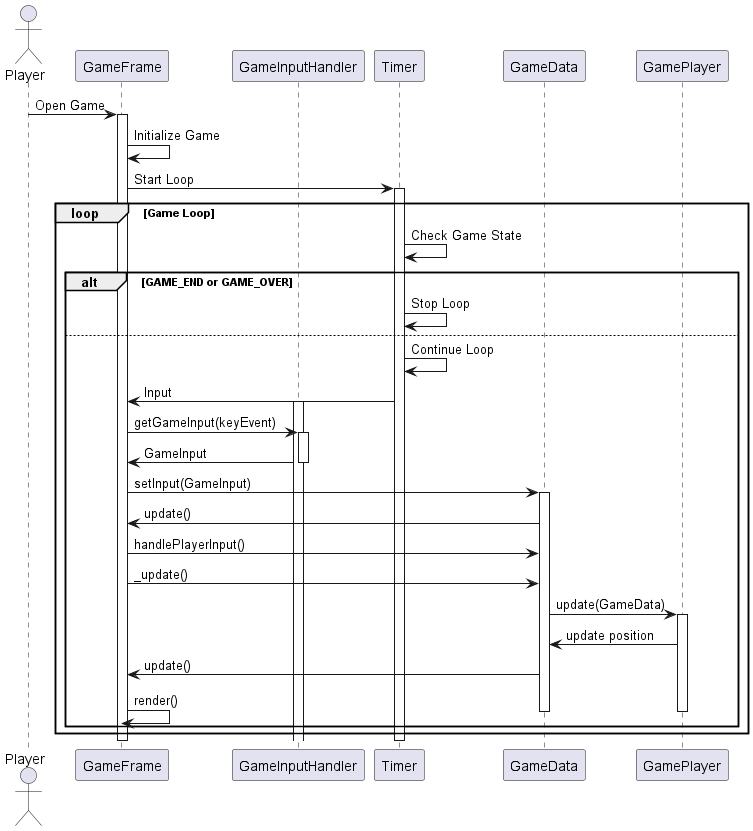 Player
GameFrame
GameInputHandler
Timer
GameData
GamePlayer
Open Game
Initialize Game
Start Loop
loop
[Game Loop]
Check Game State
alt
[GAME_END or GAME_OVER]
Stop Loop
Continue Loop
Input
getGameInput(keyEvent)
GameInput
setInput(GameInput)
update()
handlePlayerInput()
_update()
update(GameData)
update position
update()
render()
Player
GameFrame
GameInputHandler
Timer
GameData
GamePlayer